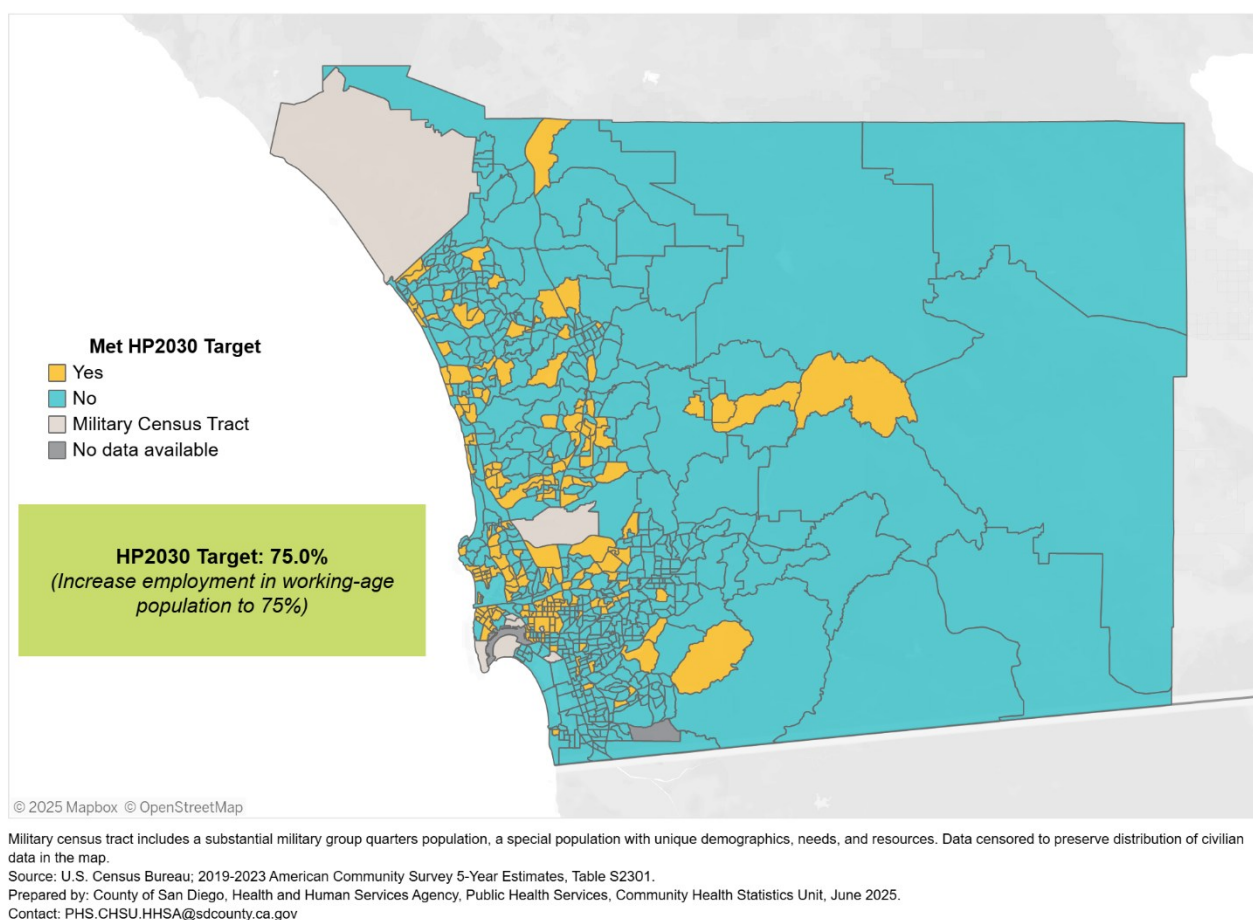 Met HP2030 Target
Yes
No
Military Census Tract
No data available
HP2030 Target: 75.0%
(Increase employment in working-age
population to 75%)
© 2025 Mapbox © OpenStreetMap
Military census tract includes a substantial military group quarters population, a special population with unique demographics, needs, and resources. Data censored to preserve distribution of civilian
data in the map.
Source: U.S. Census Bureau; 2019-2023 American Community Survey 5-Year Estimates, Table S2301.
Prepared by: County of San Diego, Health and Human Services Agency, Public Health Services, Community Health Statistics Unit, June 2025.
Contact: PHS.CHSU.HHSA@sdcounty.ca.gov